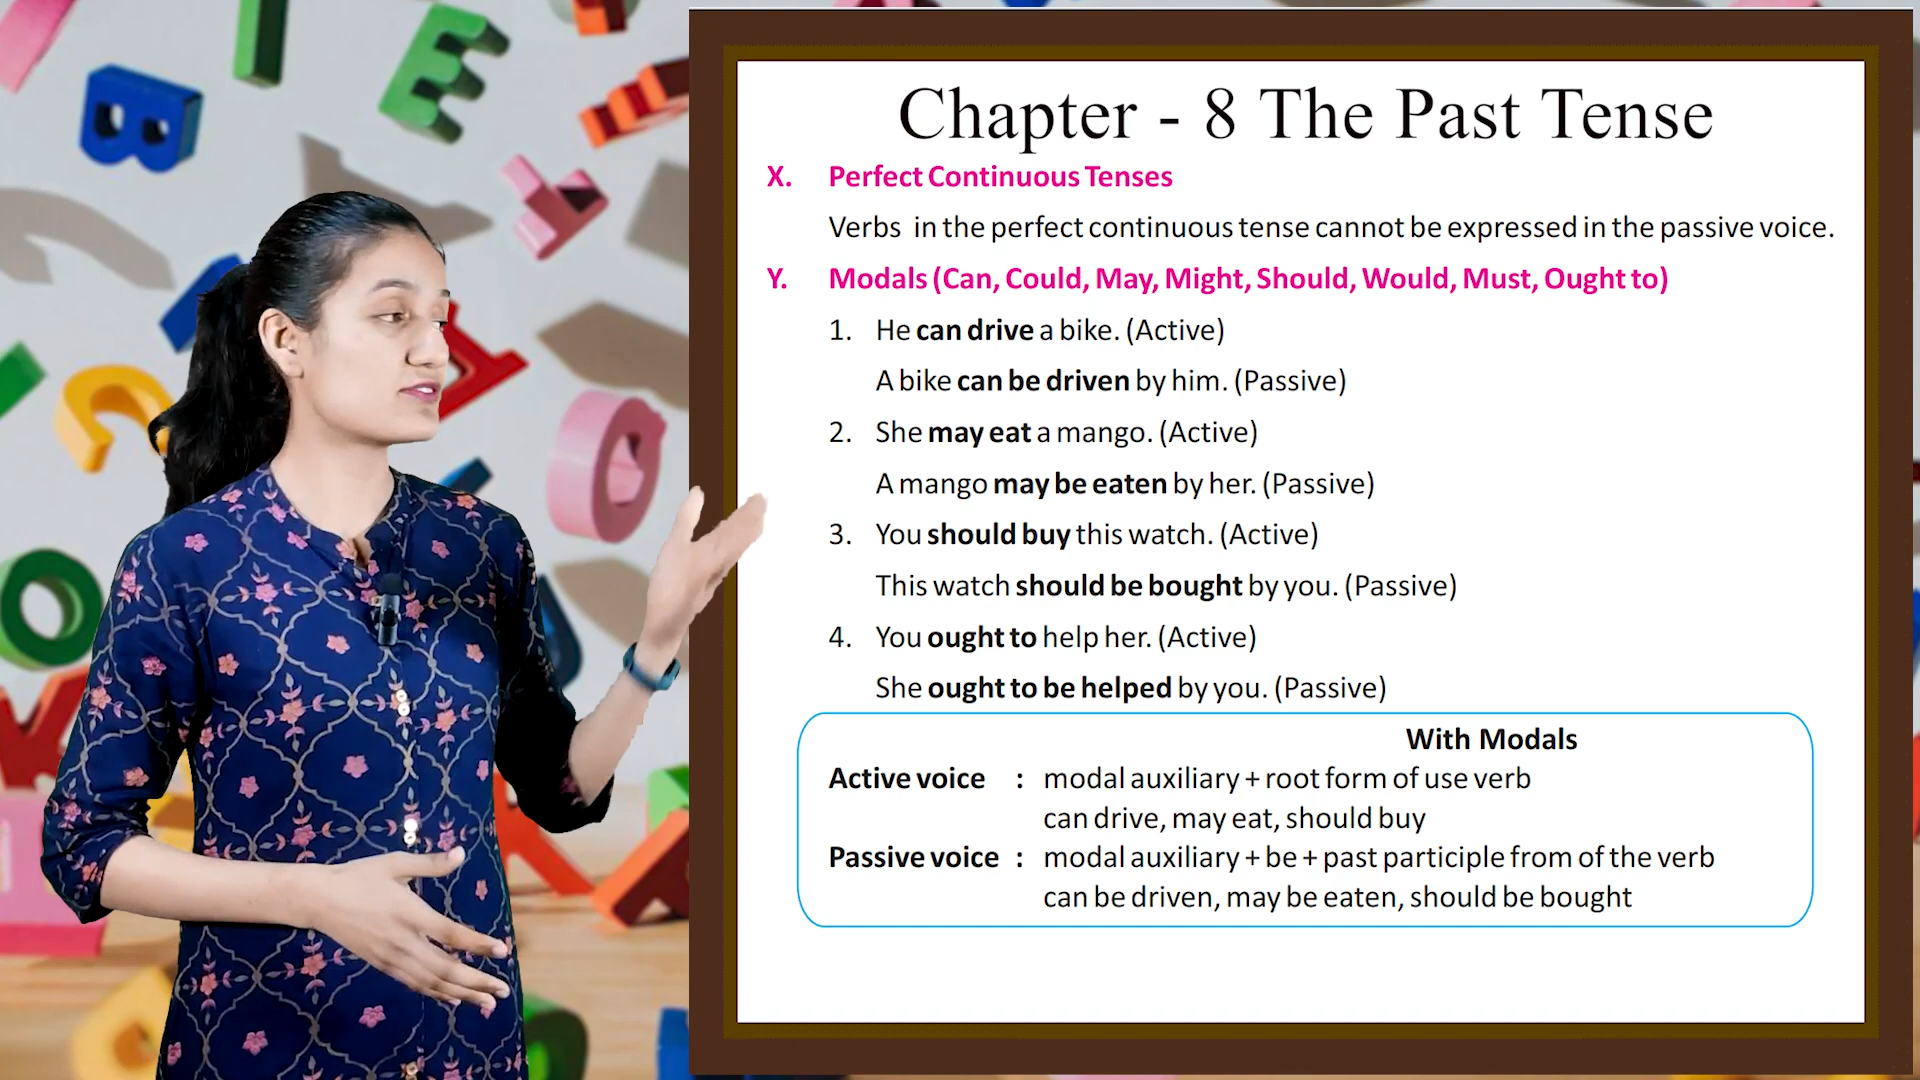 Chapter - 8 The Past Tense
X. Perfect Continuous Tenses
Verbs in the perfect continuous tense cannot be expressed in the passive voice.
Y. Modals (Can, Could, May, Might, Should, Would, Must, Ought to)
1. He can drive a bike. (Active)
A bike can be driven by him. (Passive)
2. She may eat a mango. (Active)
A mango may be eaten by her. (Passive)
3. You should buy this watch. (Active)
This watch should be bought by you. (Passive)
4. You ought to help her. (Active)
She ought to be helped by you. (Passive)
With Modals
Active voice : modal auxiliary + root form of use verb
can drive, may eat, should buy
Passive voice : modal auxiliary + be + past participle from of the verb
can be driven, may be eaten, should be bought